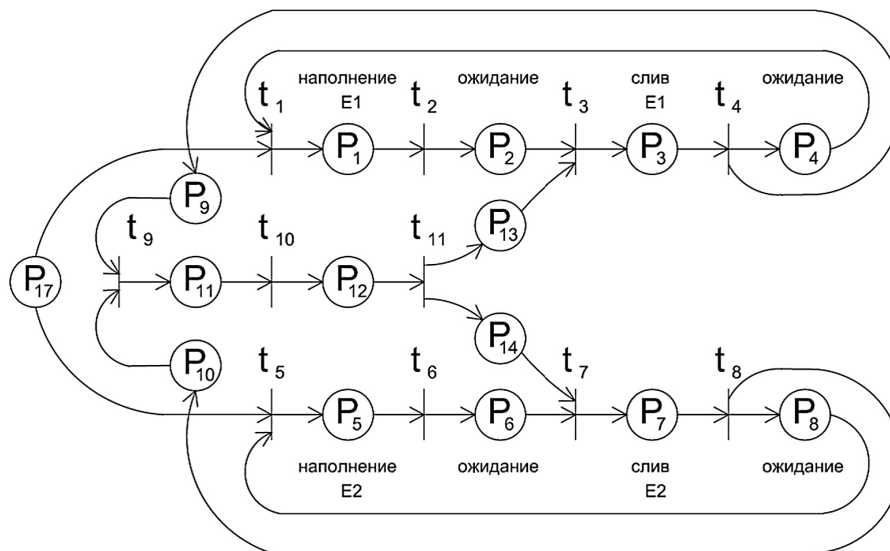 наполнение ожидание слив ожидание
t1 E1 t2 t3 E1 t4
P1 P2 P3 P4
P9
t9 t10 t11 P13
P17 P11 P12
P14
P10 t5 t6 t7 t8
P5 P6 P7 P8
наполнение ожидание слив ожидание
E2 E2